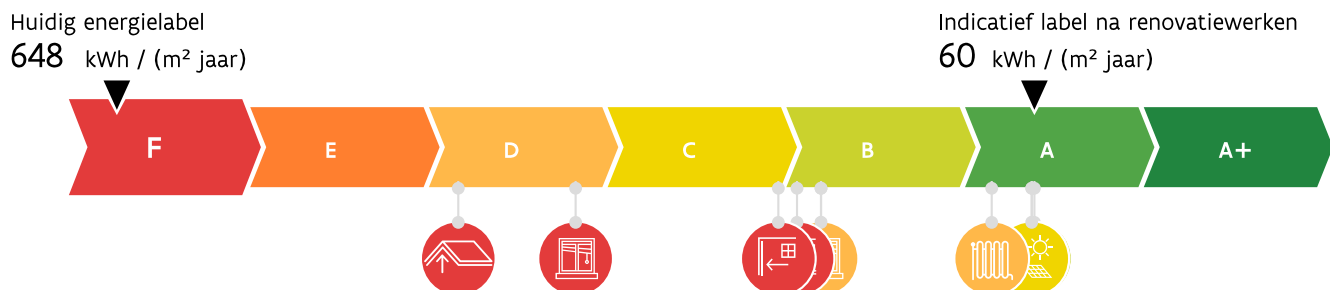 Huidig energielabel
648 kWh / (m² jaar)
Indicatief label na renovatiewerken
60 kWh / (m² jaar)
F E D C B A A+